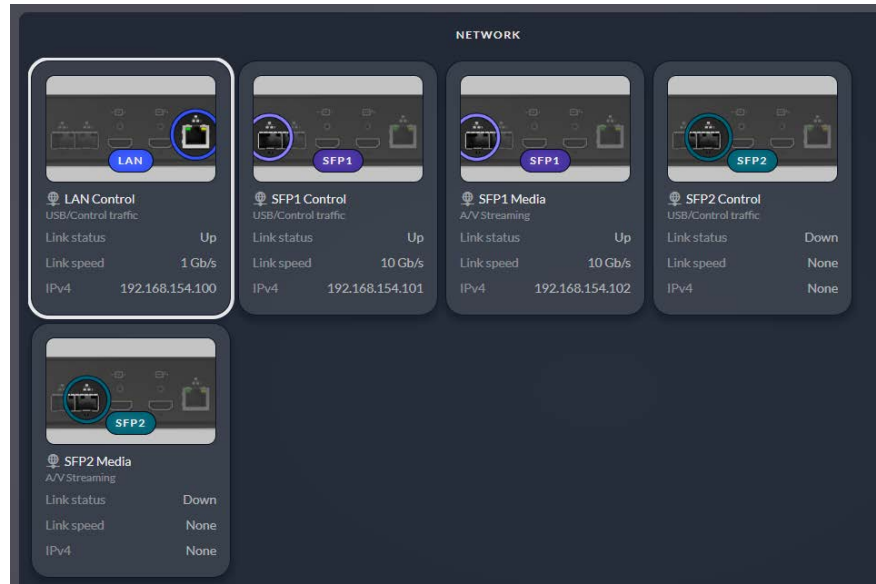 NETWORK
LAN
LAN Control
USB/Control traffic
Link status Up
Link speed 1 Gb/s
IPv4 192.168.154.100
SFP1
SFP1 Control
USB/Control traffic
Link status Up
Link speed 10 Gb/s
IPv4 192.168.154.101
SFP1
SFP1 Media
A/V Streaming
Link status Up
Link speed 10 Gb/s
IPv4 192.168.154.102
SFP2
SFP2 Control
USB/Control traffic
Link status Down
Link speed None
IPv4 None
SFP2
SFP2 Media
A/V Streaming
Link status Down
Link speed None
IPv4 None